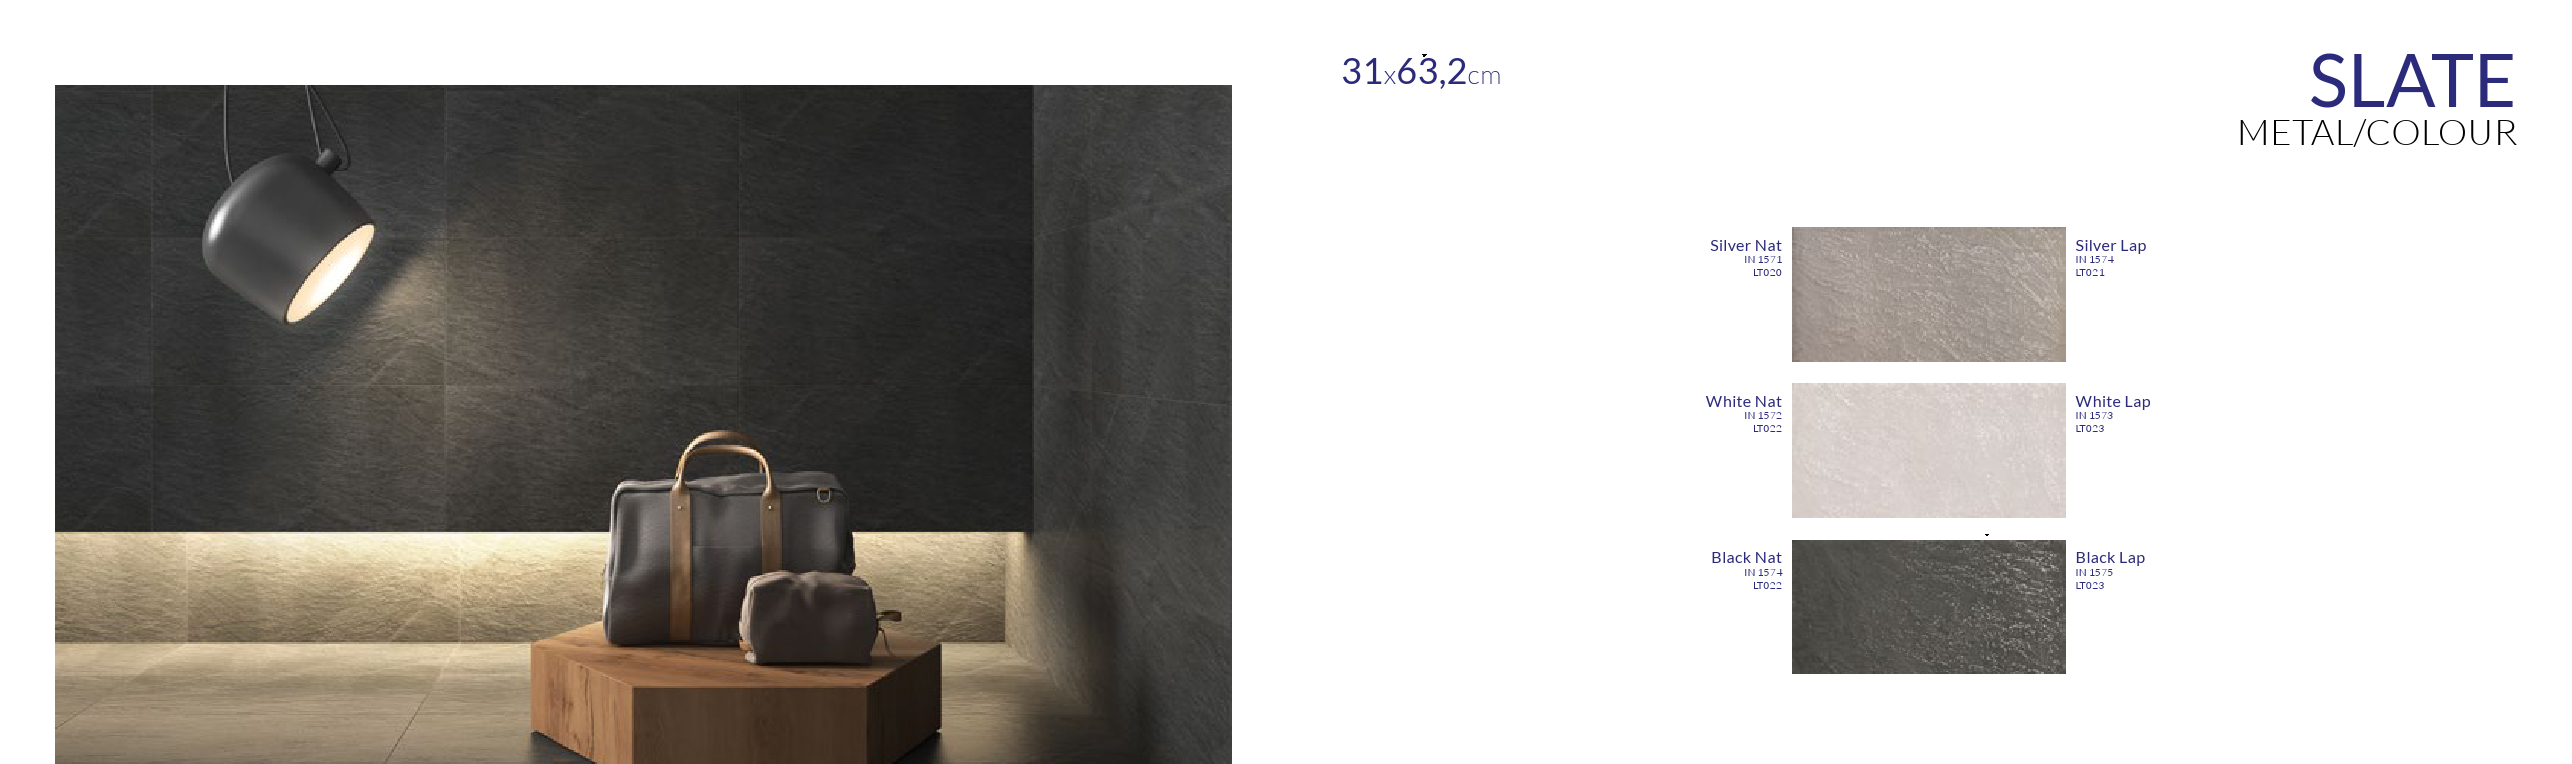 31x63,2cm
SLATE
METAL/COLOUR
Silver Nat
IN 1571
LT020
Silver Lap
IN 1574
LT021
White Nat
IN 1572
LT022
White Lap
IN 1573
LT023
Black Nat
IN 1574
LT022
Black Lap
IN 1575
LT023